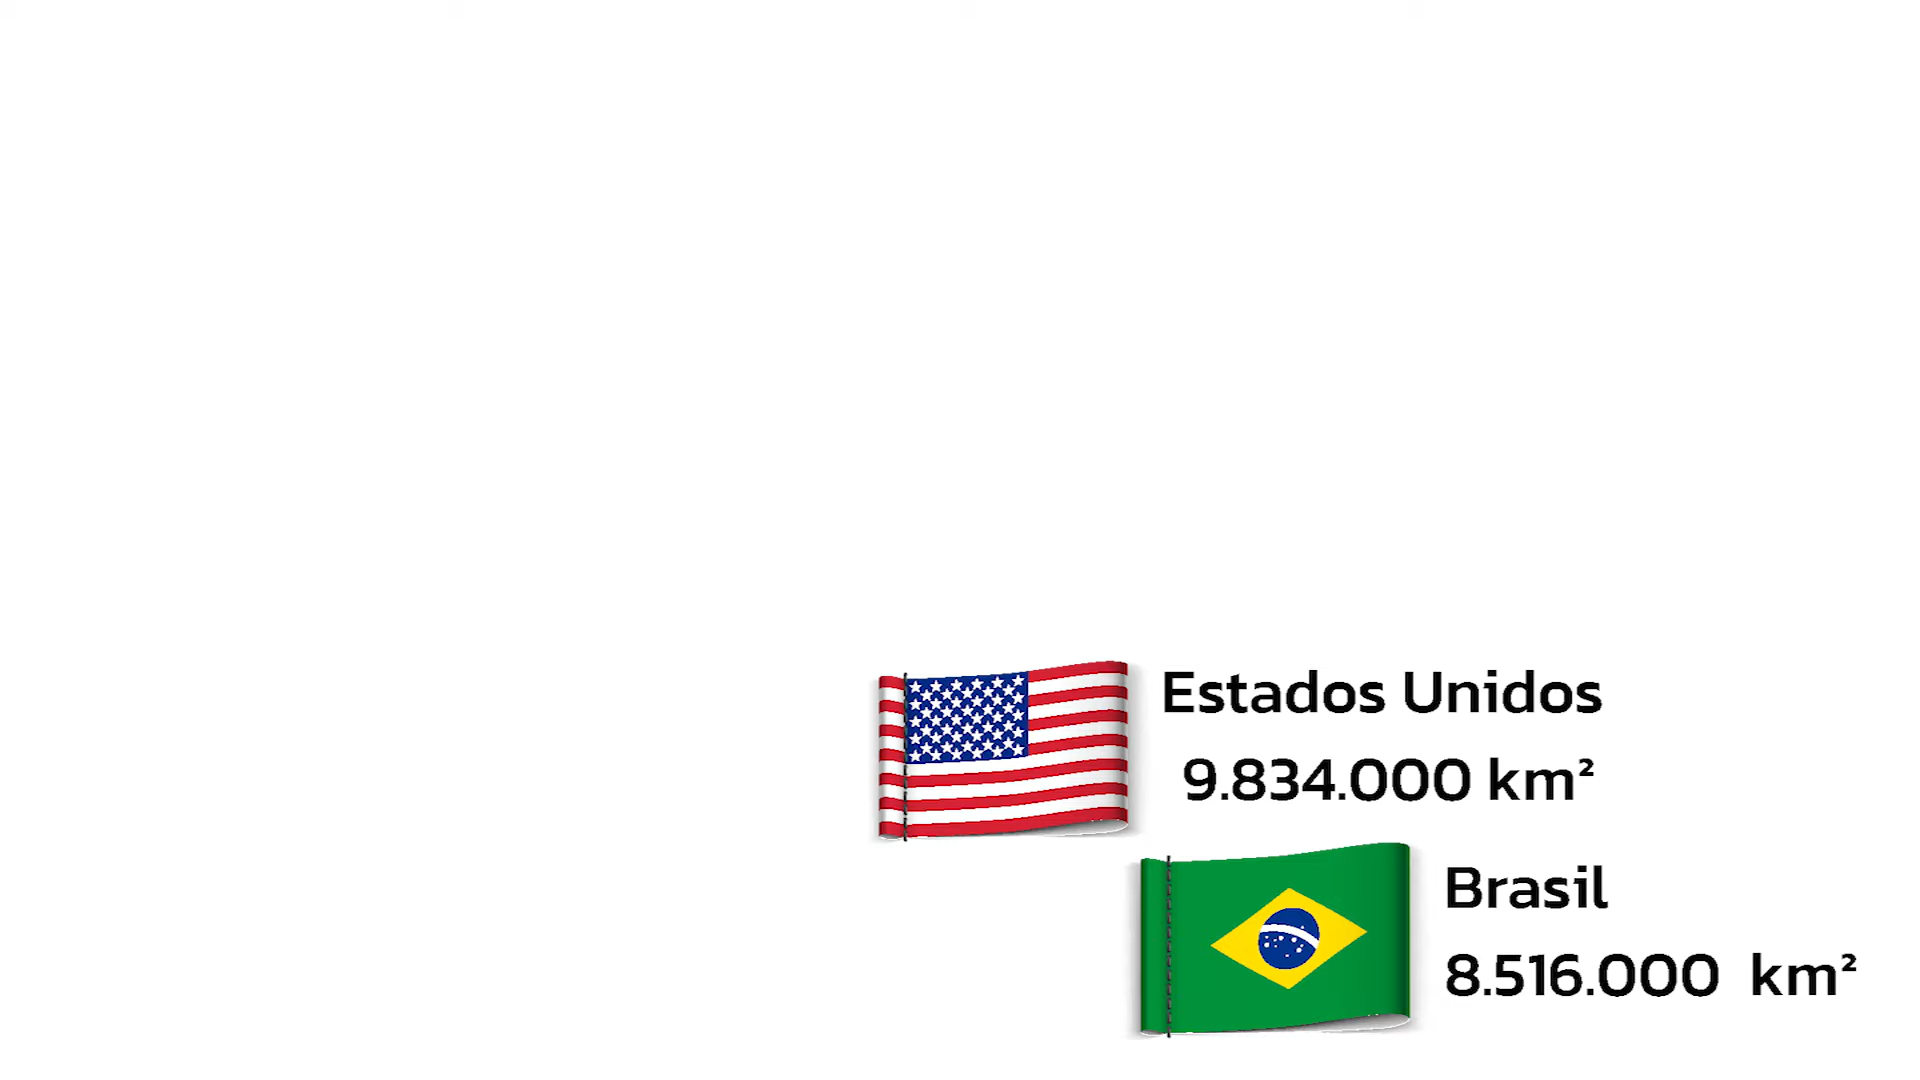 Estados Unidos
9.834.000 km²
Brasil
8.516.000 km²